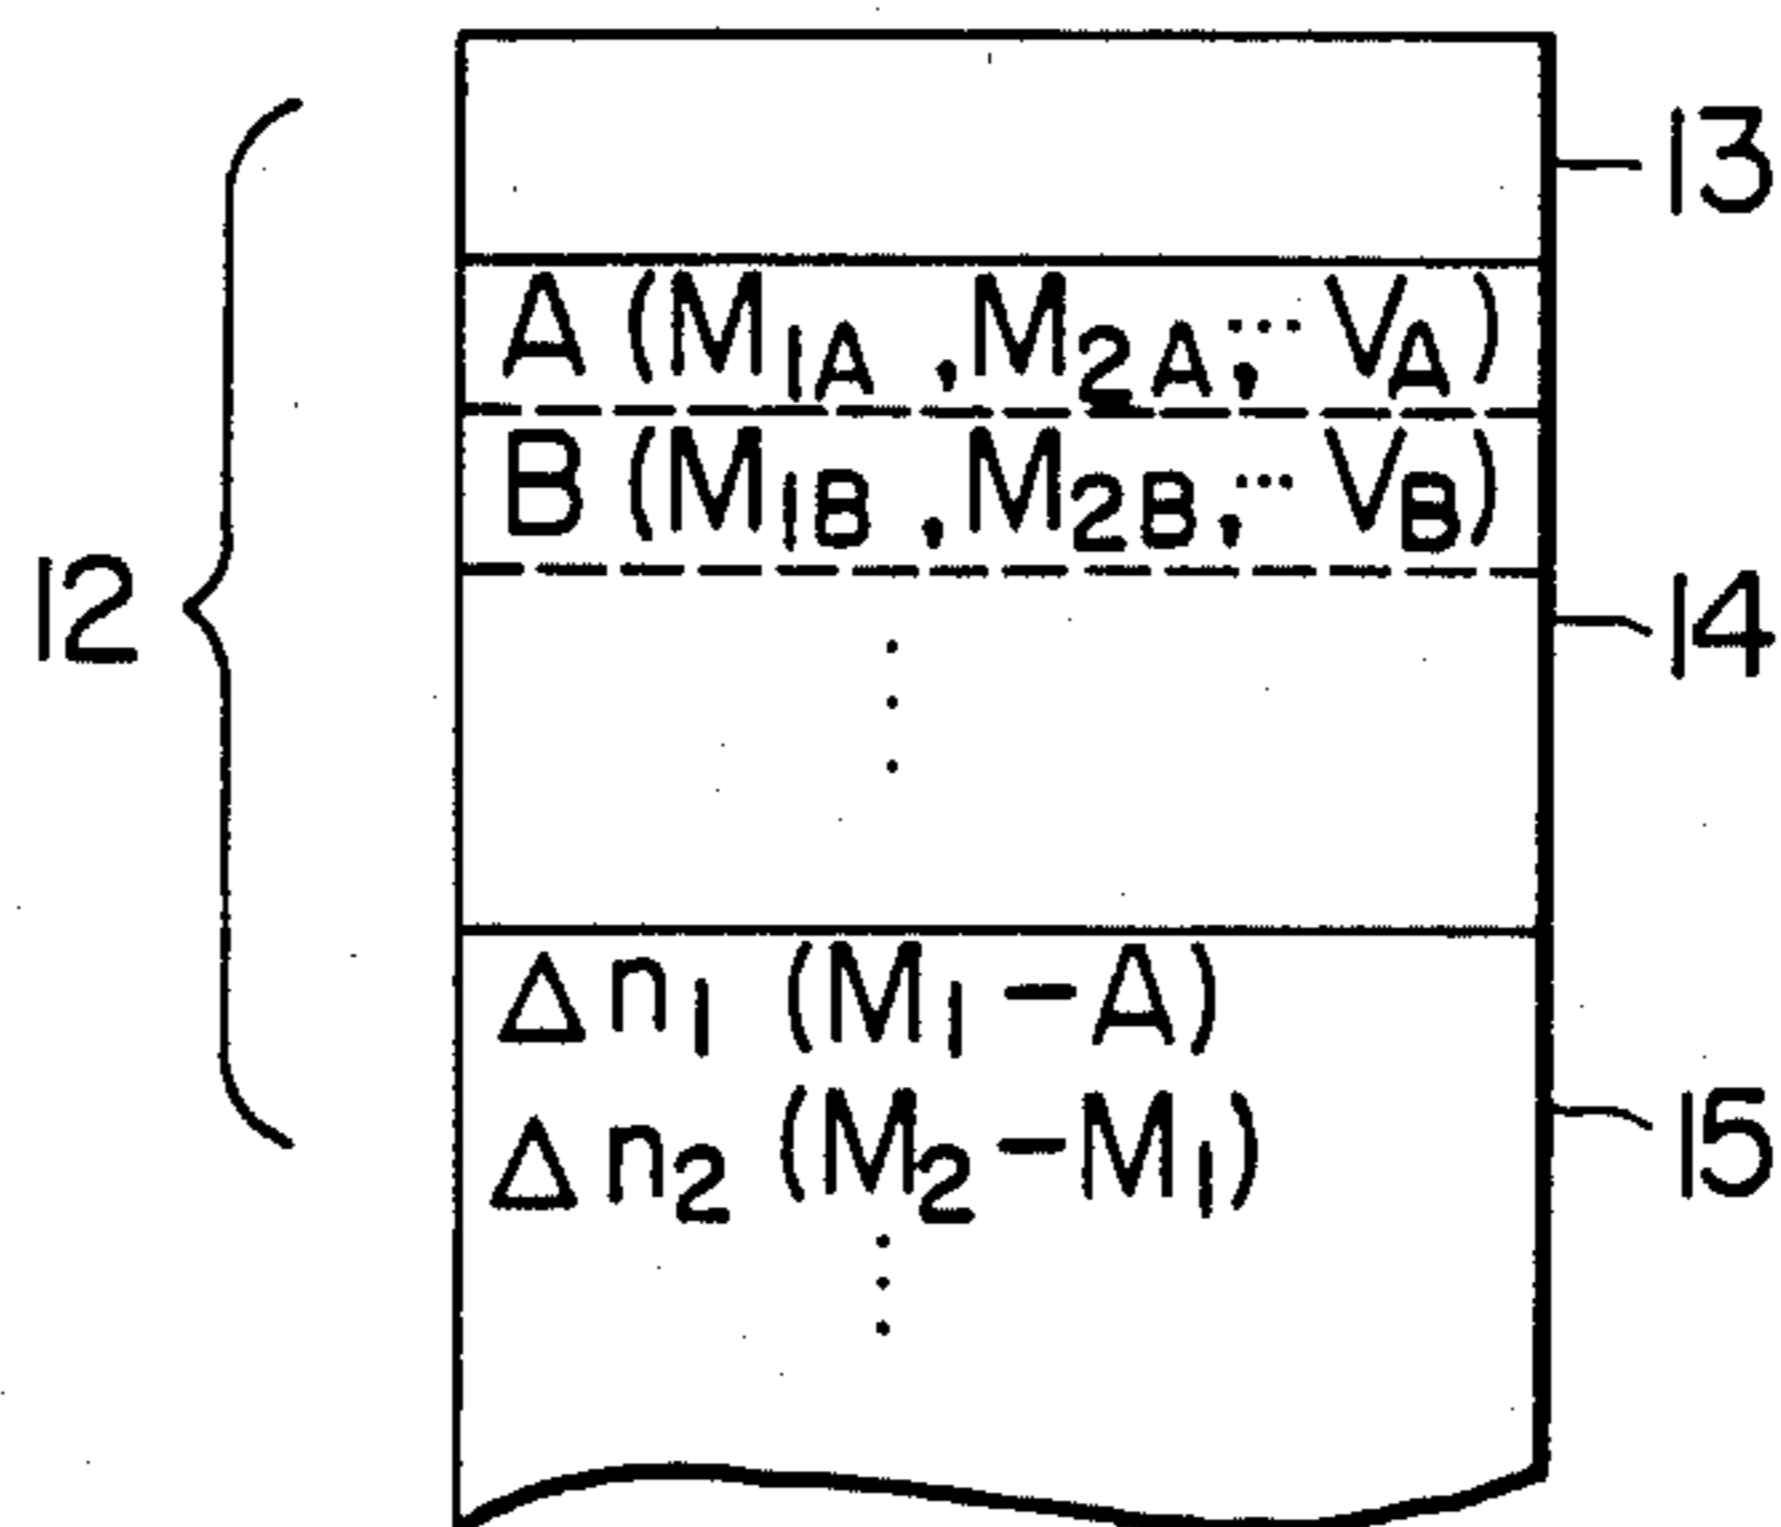 13
A (M1A , M2A, ··· VA)
B (M1B , M2B, ··· VB)
12
14
Δn1 (M1–A)
Δn2 (M2–M1)
15